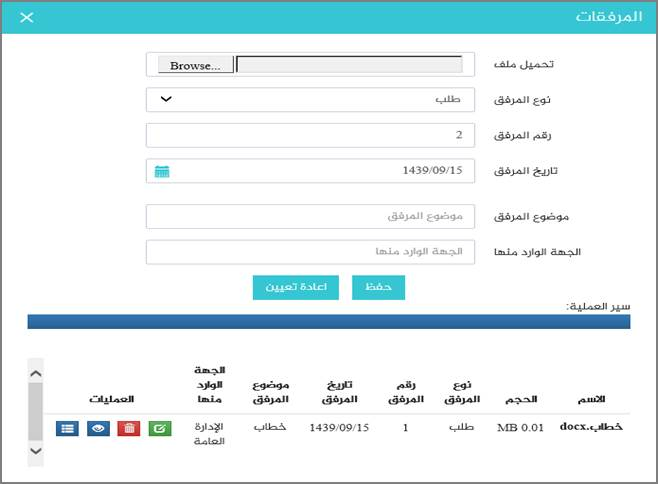 المرفقات
تحميل ملف
Browse...
نوع المرفق
طلب
رقم المرفق
2
تاريخ المرفق
1439/09/15
موضوع المرفق
موضوع المرفق
الجهة الوارد منها
الجهة الوارد منها
حفظ
اعادة تعيين
سير العملية:
الاسم
الحجم
نوع
المرفق
رقم
المرفق
تاريخ
المرفق
موضوع
المرفق
الجهة
الوارد
منها
العمليات
خطاب.docx
0.01 MB
طلب
1
1439/09/15
خطاب
الإدارة
العامة